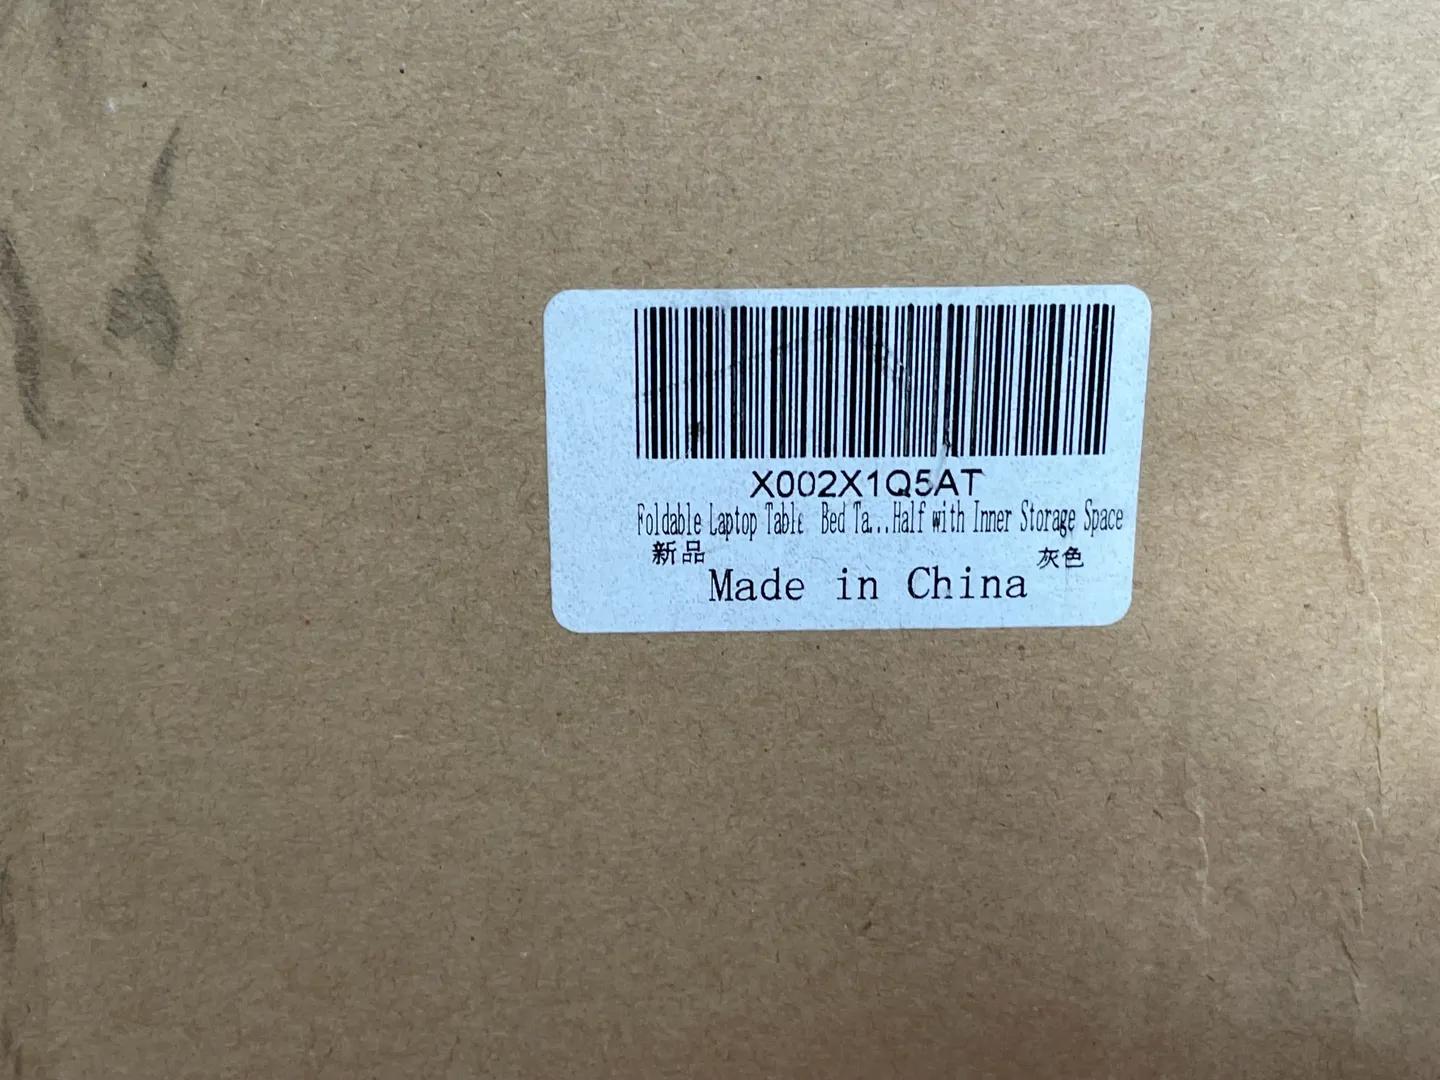 X002X1Q5AT
Foldable Laptop Table Bed Ta...Half with Inner Storage Space
新品 灰色
Made in China